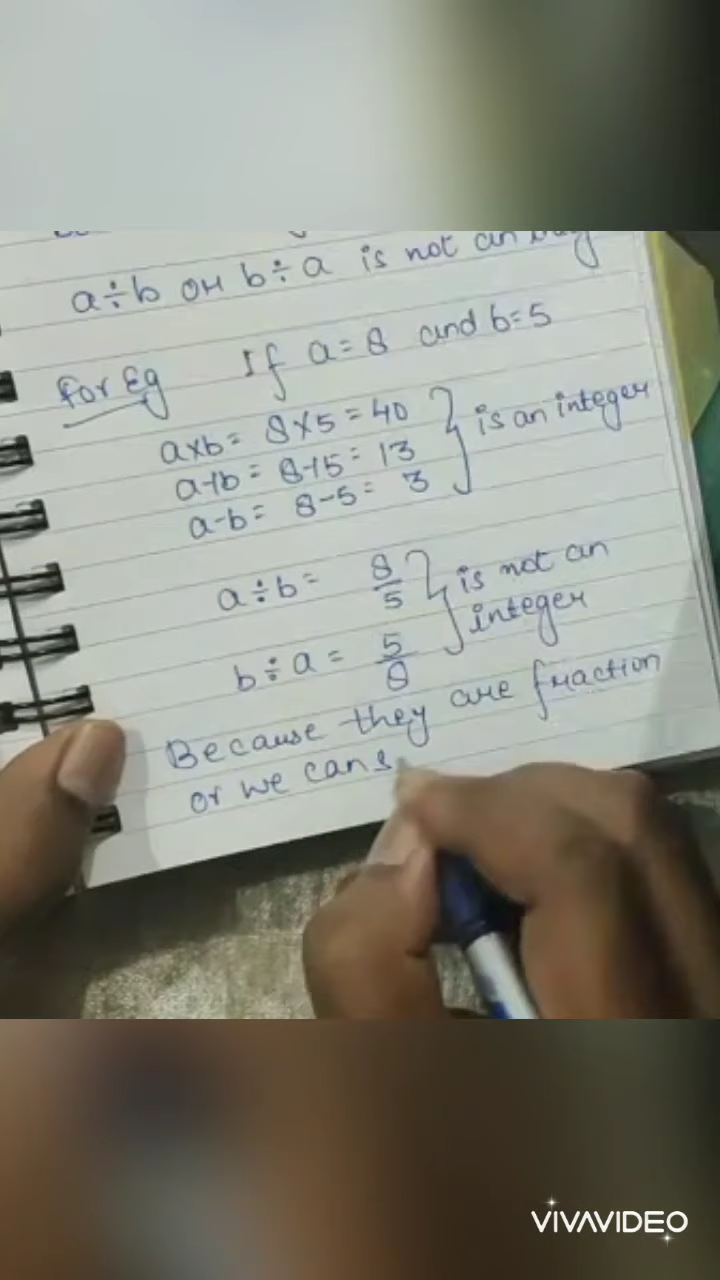 a÷b or b÷a is not an
For Eg If a=8 and b=5
a×b= 8×5=40
a+b= 8+5= 13
a-b= 8-5= 3
is an integer
a÷b= 8/5
b÷a= 5/8
is not an
integer
Because they are fraction
or we can s
VIVAVIDEO